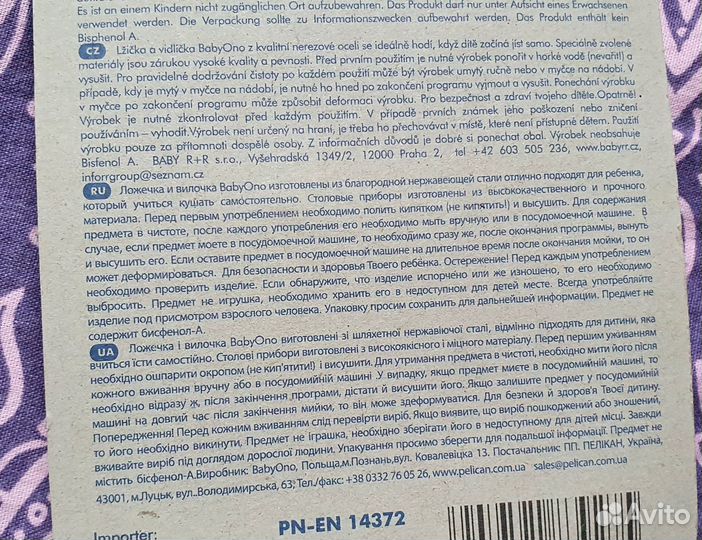 Es ist an einem Kindern nicht zugänglichen Ort aufzubewahren. Das Produkt darf nur unter Aufsicht eines Erwachsenen
verwendet werden. Die Verpackung sollte zu Informationszwecken aufbewahrt werden. Das Produkt enthält kein
Bisphenol A.
CZ Lžička a vidlička BabyOno z kvalitní nerezové oceli se ideálně hodí, když dítě začíná jíst samo. Speciálně zvolené
materiály jsou zárukou vysoké kvality a pevnosti. Před prvním použitím je nutné výrobek ponořit v horké vodě (nevařit!) a
vysušit. Pro pravidelné dodržování čistoty po každém použití může být výrobek umytý ručně nebo v myčce na nádobí. V
případě, kdy je mytý v myčce na nádobí, je nutné ho hned po zakončení programu vyjmout a vysušit. Ponechání výrobku
v myčce po zakončení programu může způsobit deformaci výrobku. Pro bezpečnost a zdraví tvojeho dítěte.Opatrně!
Výrobek je nutné zkontrolovat před každým použitím. V případě prvních známek jeho poškození nebo zničení
používáním – vyhodit.Výrobek není určený na hraní, je třeba ho přechovávat v místě, které není přístupné dětem. Použití
výrobku pouze za přítomnosti dospělé osoby. Z informačních důvodů je dobré si ponechat obal. Výrobek neobsahuje
Bisfenol A. BABY R+R s.r.o., Vyšehradská 1349/2, 12000 Praha 2, tel +42 603 505 236, www.babyrr.cz,
inforrgroup@seznam.cz
RU Ложечка и вилочка BabyOno изготовлены из благородной нержавеющей стали отлично подходят для ребенка,
который учиться кушать самостоятельно. Столовые приборы изготовлены из высококачественного и прочного
материала. Перед первым употреблением необходимо полить кипятком (не кипятить!) и высушить. Для содержания
предмета в чистоте, после каждого употребления его необходимо мыть вручную или в посудомоечной машине. В
случае, если предмет моете в посудомоечной машине, то необходимо сразу же, после окончания программы, вынуть
и высушить его. Если оставите предмет в посудомоечной машине на длительное время после окончания мойки, то он
может деформироваться. Для безопасности и здоровья Твоего ребёнка. Остережение! Перед каждым употреблением
необходимо проверить изделие. Если обнаружите, что изделие испорчено или же изношено, то его необходимо
выбросить. Предмет не игрушка, необходимо хранить его в недоступном для детей месте. Всегда употребляйте
изделие под присмотром взрослого человека. Упаковку просим сохранить для дальнейшей информации. Предмет не
содержит бисфенол-А.
UA Ложечка і вилочка BabyOno виготовлені зі шляхетної нержавіючої сталі, відмінно підходять для дитини, яка
вчиться їсти самостійно. Столові прибори виготовлені з високоякісного і міцного матеріалу. Перед першим уживанням
необхідно ошпарити окропом (не кип'ятити!) і висушити. Для утримання предмета в чистоті, необхідно мити його після
кожного вживання вручну або в посудомийній машині У випадку, якщо предмет миєте в посудомийній машині, то
необхідно відразу ж, після закінчення програми, дістати й висушити його. Якщо залишите предмет у посудомийній
машині на довгий час після закінчення мийки, то він може здеформуватися. Для безпеки й здоров'я Твоєї дитину.
Попередження! Перед кожним вживанням слід перевірти виріб. Якщо виявите, що виріб пошкоджений або зношений,
то його необхідно викинути. Предмет не іграшка, необхідно зберігати його в недоступному для дітей місці. Завжди
вживайте виріб під доглядом дорослої людини. Упакування просимо зберегти для подальшої інформації. Предмет не
містить бісфенол-А.Виробник: BabyOno, Польща,м.Познань,вул. Ковалевіцка 13. Постачальник ПП. ПЕЛІКАН, Україна,
43001, м.Луцьк, вул..Володимирська, 63; Тел./факс: +38 0332 76 05 26, www.pelican.com.ua sales@pelican.com.ua
Importer:
PN-EN 14372
Avito